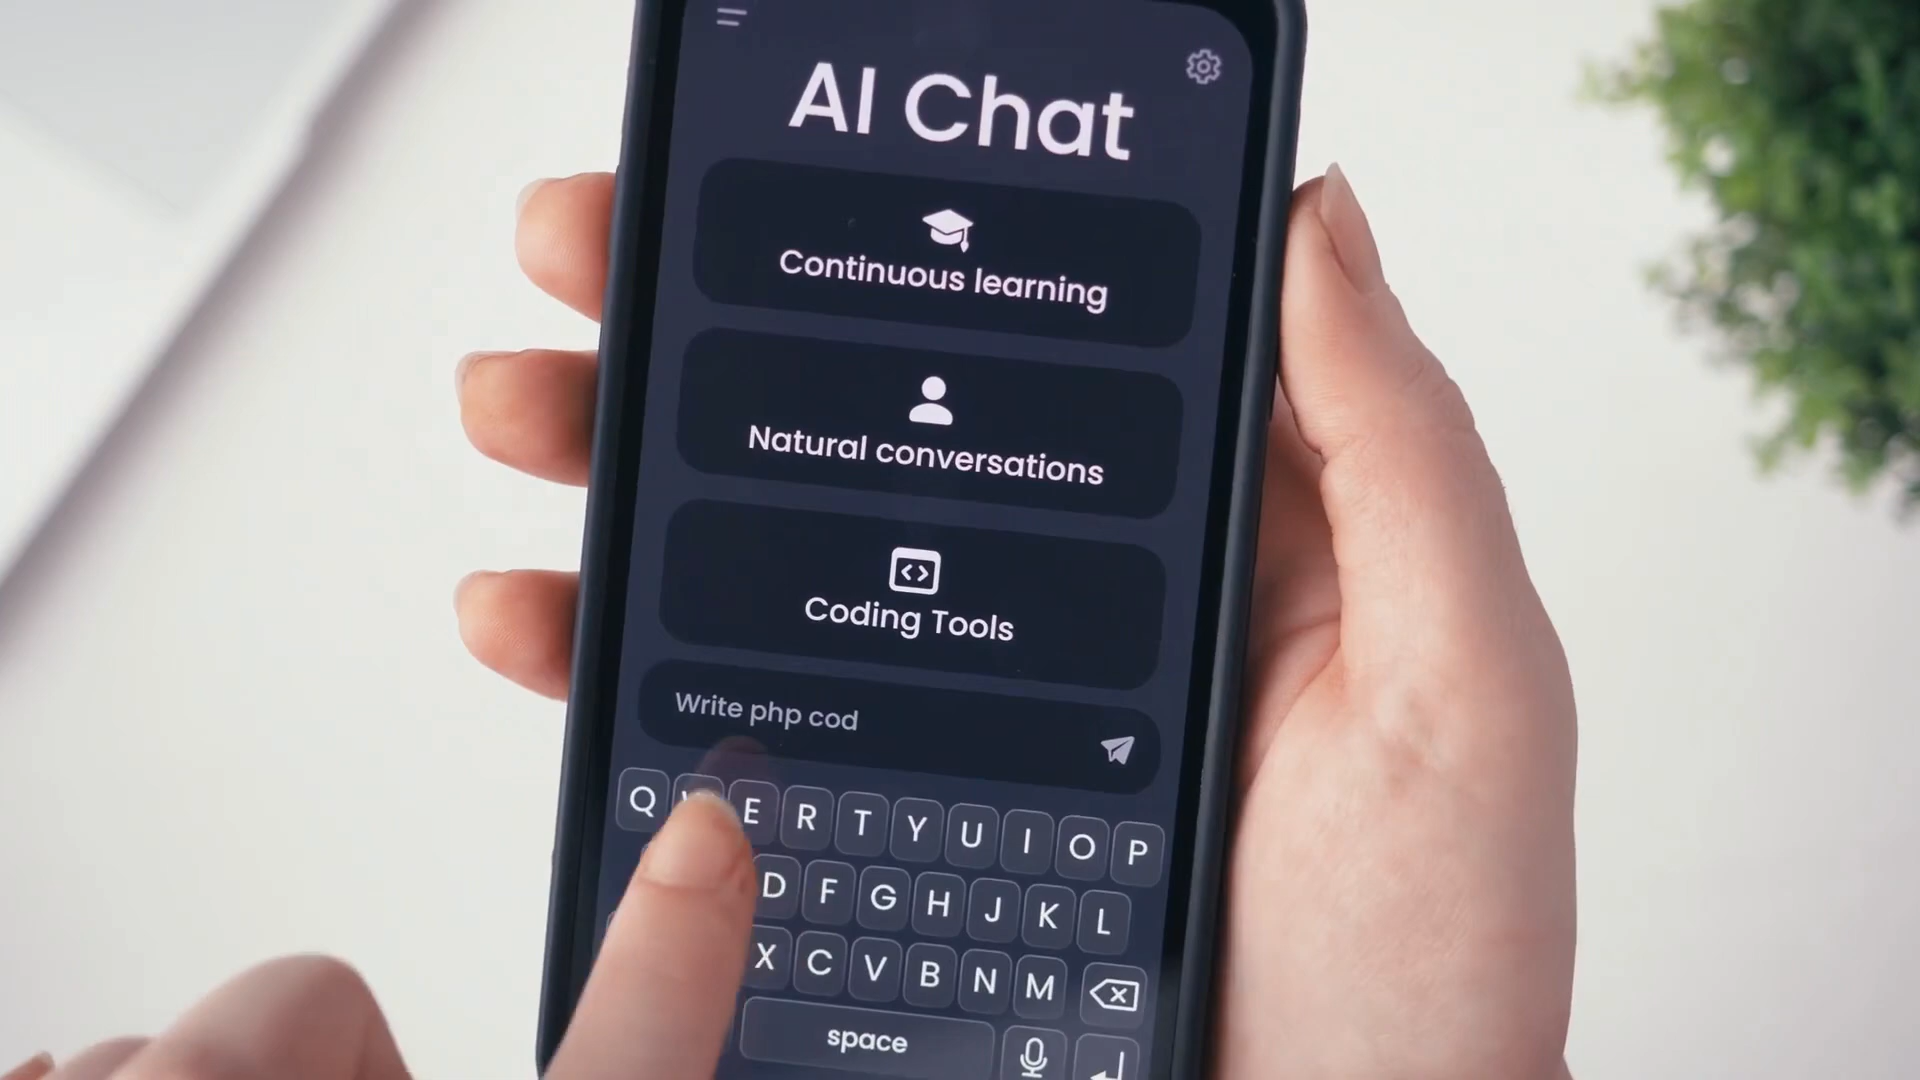 AI Chat
Continuous learning
Natural conversations
Coding Tools
Write php cod
Q E R T Y U I O P
D F G H J K L
X C V B N M
space